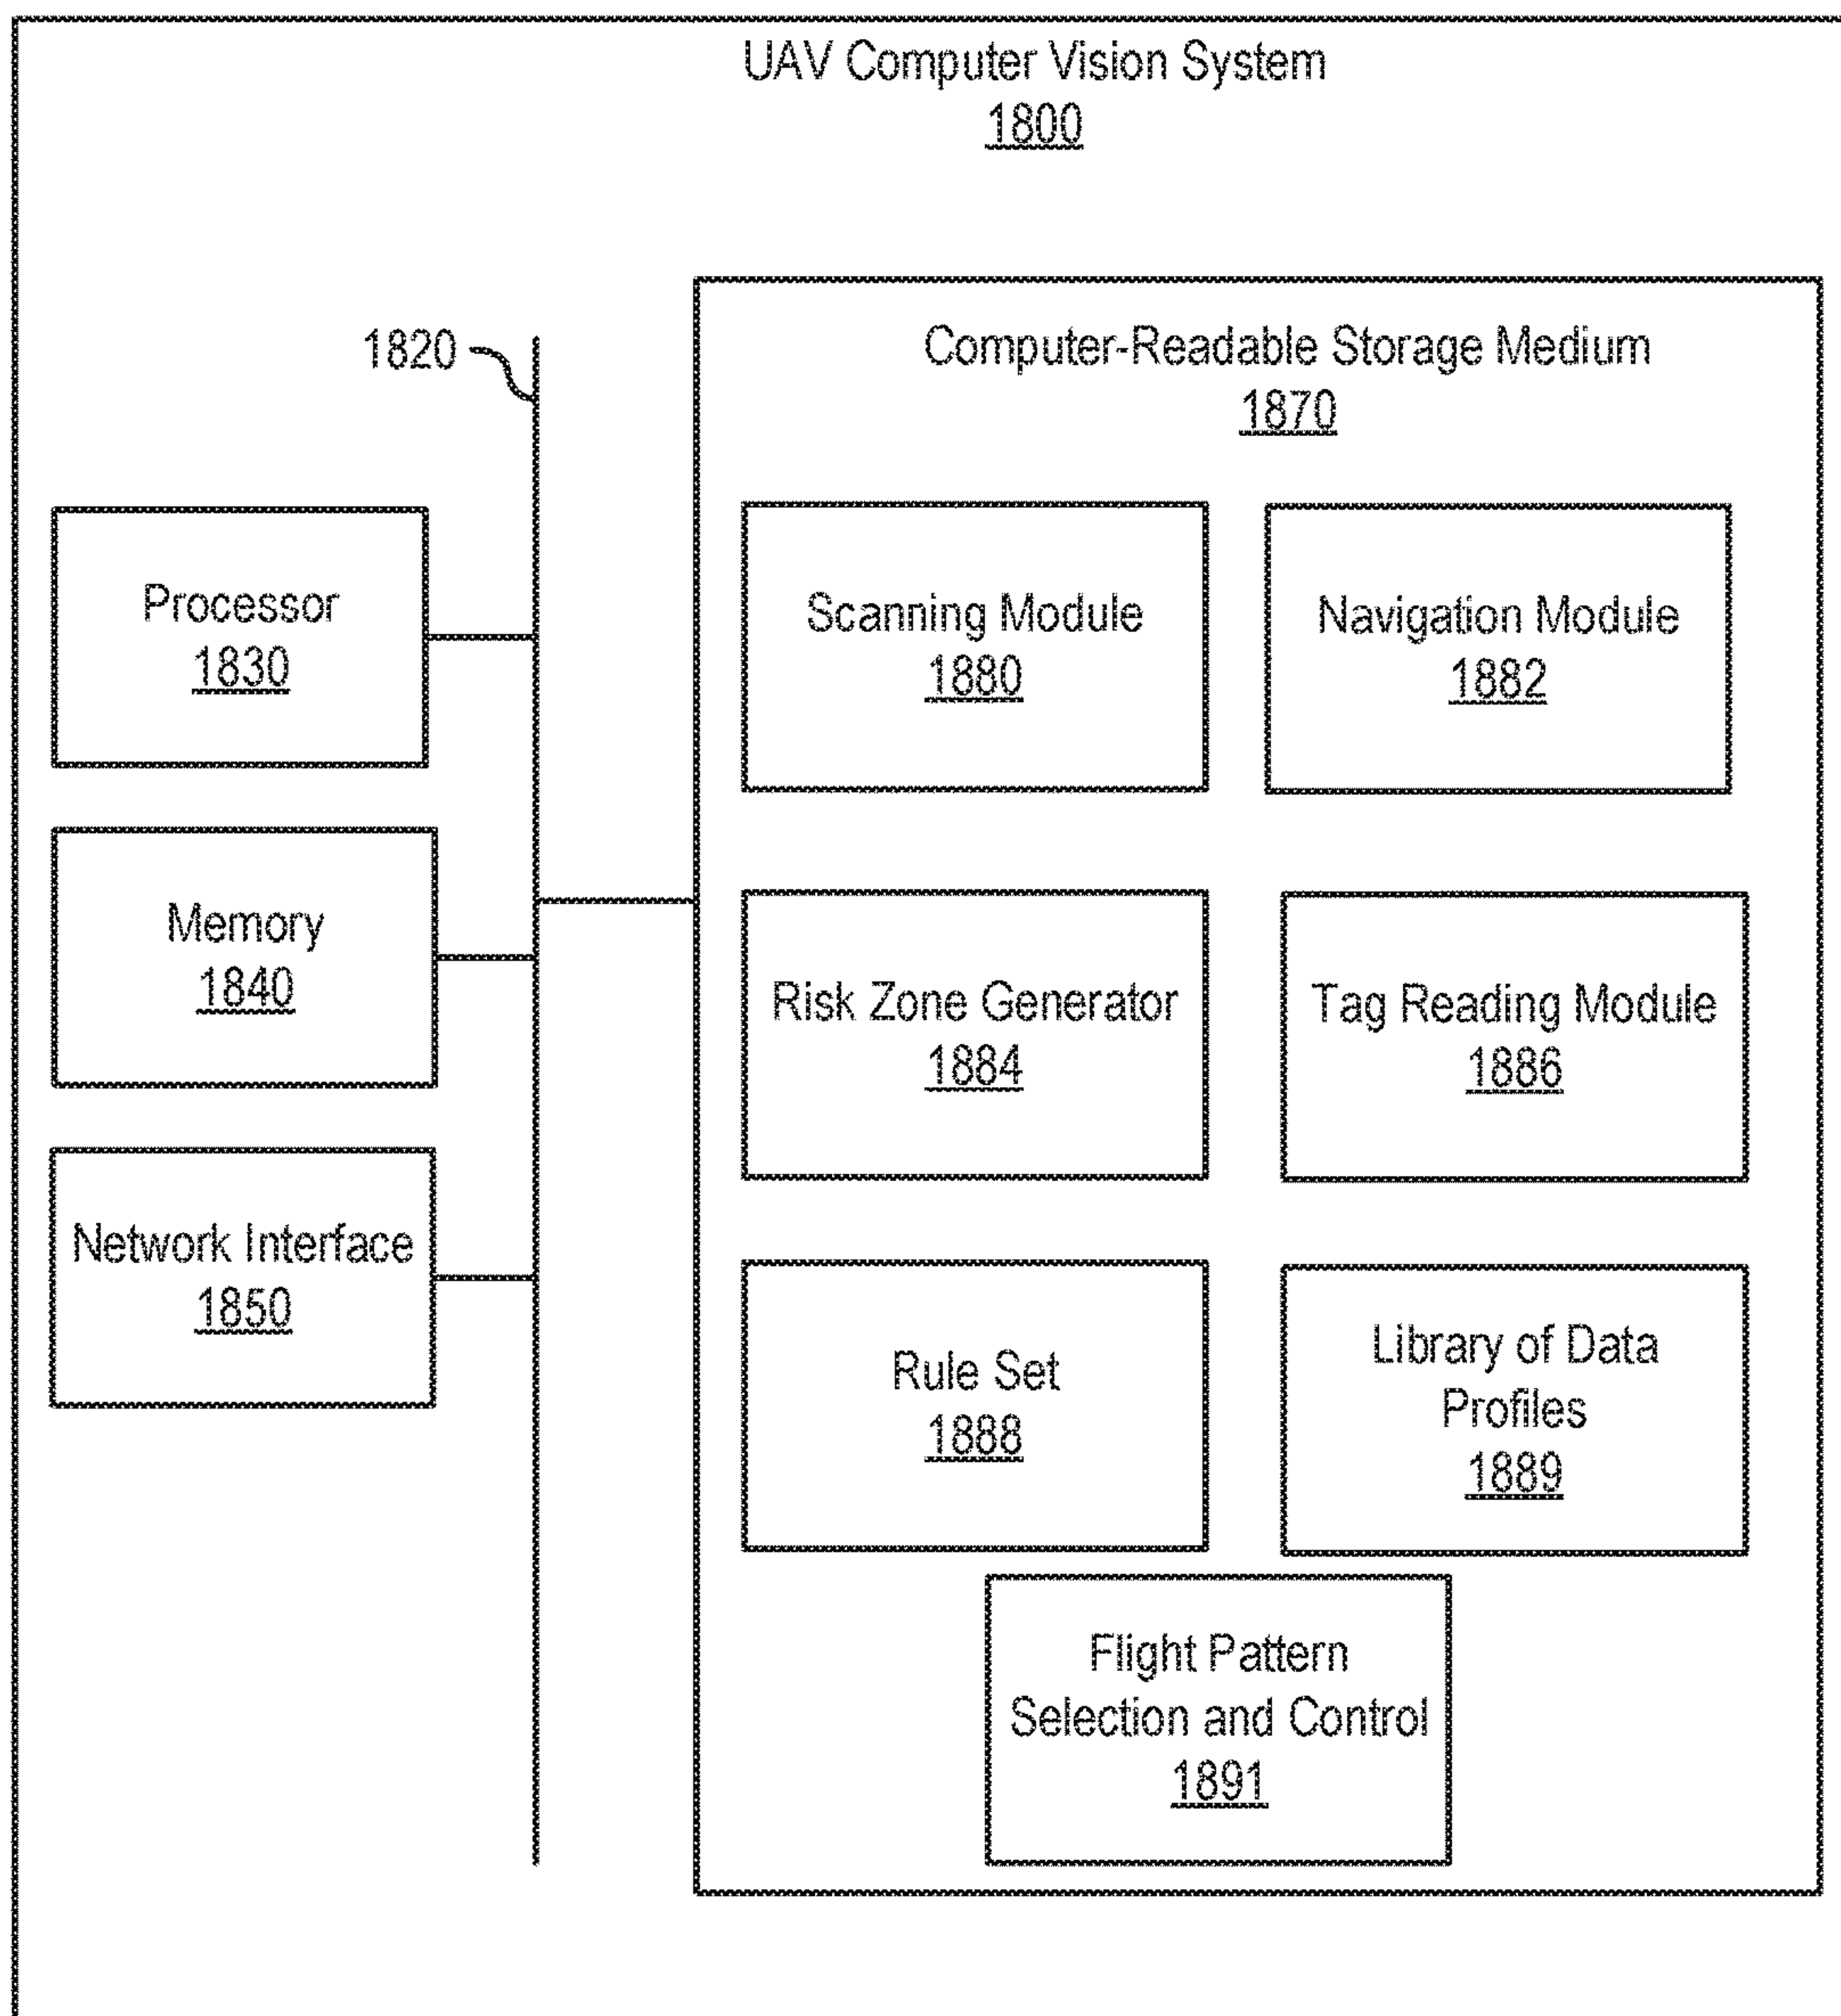 UAV Computer Vision System
1800
1820
Processor
1830
Memory
1840
Network Interface
1850
Computer-Readable Storage Medium
1870
Scanning Module
1880
Navigation Module
1882
Risk Zone Generator
1884
Tag Reading Module
1886
Rule Set
1888
Library of Data
Profiles
1889
Flight Pattern
Selection and Control
1891